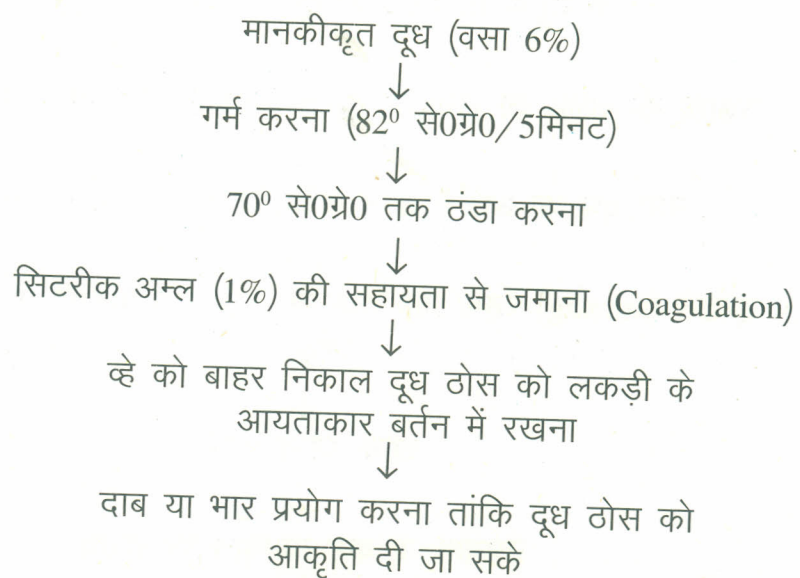 मानकीकृत दूध (वसा 6%)
↓
गर्म करना (82⁰ से0ग्रे0/5मिनट)
↓
70⁰ से0ग्रे0 तक ठंडा करना
↓
सिटरीक अम्ल (1%) की सहायता से जमाना (Coagulation)
↓
व्हे को बाहर निकाल दूध ठोस को लकड़ी के
आयताकार बर्तन में रखना
↓
दाब या भार प्रयोग करना तांकि दूध ठोस को
आकृति दी जा सके